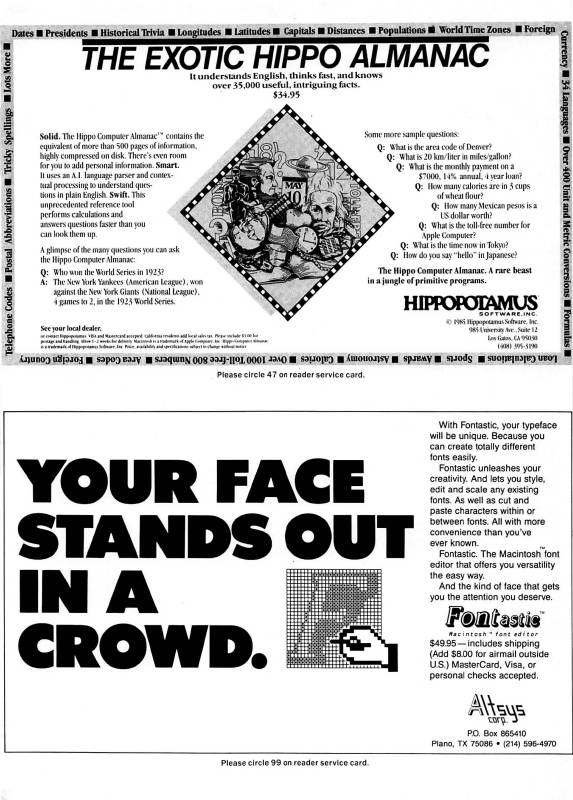 Dates ■ Presidents ■ Historical Trivia ■ Longitudes ■ Latitudes ■ Capitals ■ Distances ■ Populations ■ World Time Zones ■ Foreign
Currency ■ 34 Languages ■ Over 400 Unit and Metric Conversions ■ Formulas ■
Loan Calculations ■ Sports ■ Awards ■ Astronomy ■ Calories ■ Over 1000 Toll-free 800 Numbers ■ Area Codes ■ Foreign Country
Telephone Codes ■ Postal Abbreviations ■ Tricky Spellings ■ Lots More ■
THE EXOTIC HIPPO ALMANAC
It understands English, thinks fast, and knows
over 35,000 useful, intriguing facts.
$34.95
Solid. The Hippo Computer Almanac™ contains the
equivalent of more than 500 pages of information,
highly compressed on disk. There's even room
for you to add personal information. Smart.
It uses an A.I. language parser and contex-
tual processing to understand ques-
tions in plain English. Swift. This
unprecedented reference tool
performs calculations and
answers questions faster than you
can look them up.
A glimpse of the many questions you can ask
the Hippo Computer Almanac:
Q: Who won the World Series in 1923?
A: The New York Yankees (American League), won
against the New York Giants (National League),
4 games to 2, in the 1923 World Series.
See your local dealer,
or contact Hippopotamus. VISA and Mastercard accepted. California residents add local sales tax. Please include $3.00 for
postage and handling. Allow 1-2 weeks for delivery. Macintosh is a trademark of Apple Computer, Inc. Hippo Computer Almanac
is a trademark of Hippopotamus Software, Inc. Price, availability and specifications subject to change without notice.
MAY
10
Some more sample questions:
Q: What is the area code of Denver?
Q: What is 20 km/liter in miles/gallon?
Q: What is the monthly payment on a
$7000, 14% annual, 4 year loan?
Q: How many calories are in 3 cups
of wheat flour?
Q: How many Mexican pesos is a
US dollar worth?
Q: What is the toll-free number for
Apple Computer?
Q: What is the time now in Tokyo?
Q: How do you say "hello" in Japanese?
The Hippo Computer Almanac. A rare beast
in a jungle of primitive programs.
HIPPOPOTAMUS
SOFTWARE, INC.
© 1985 Hippopotamus Software, Inc.
985 University Ave., Suite 12
Los Gatos, CA 95030
(408) 395-3190
Please circle 47 on reader service card.
YOUR FACE
STANDS OUT
IN A
CROWD.
With Fontastic, your typeface
will be unique. Because you
can create totally different
fonts easily.
Fontastic unleashes your
creativity. And lets you style,
edit and scale any existing
fonts. As well as cut and
paste characters within or
between fonts. All with more
convenience than you've
ever known.
Fontastic. The Macintosh™ font
editor that offers you versatility
the easy way.
And the kind of face that gets
you the attention you deserve.
Fontastic™
Macintosh™ font editor
$49.95—includes shipping
(Add $8.00 for airmail outside
U.S.) MasterCard, Visa, or
personal checks accepted.
Altsys
corp.
P.O. Box 865410
Plano, TX 75086 • (214) 596-4970
Please circle 99 on reader service card.